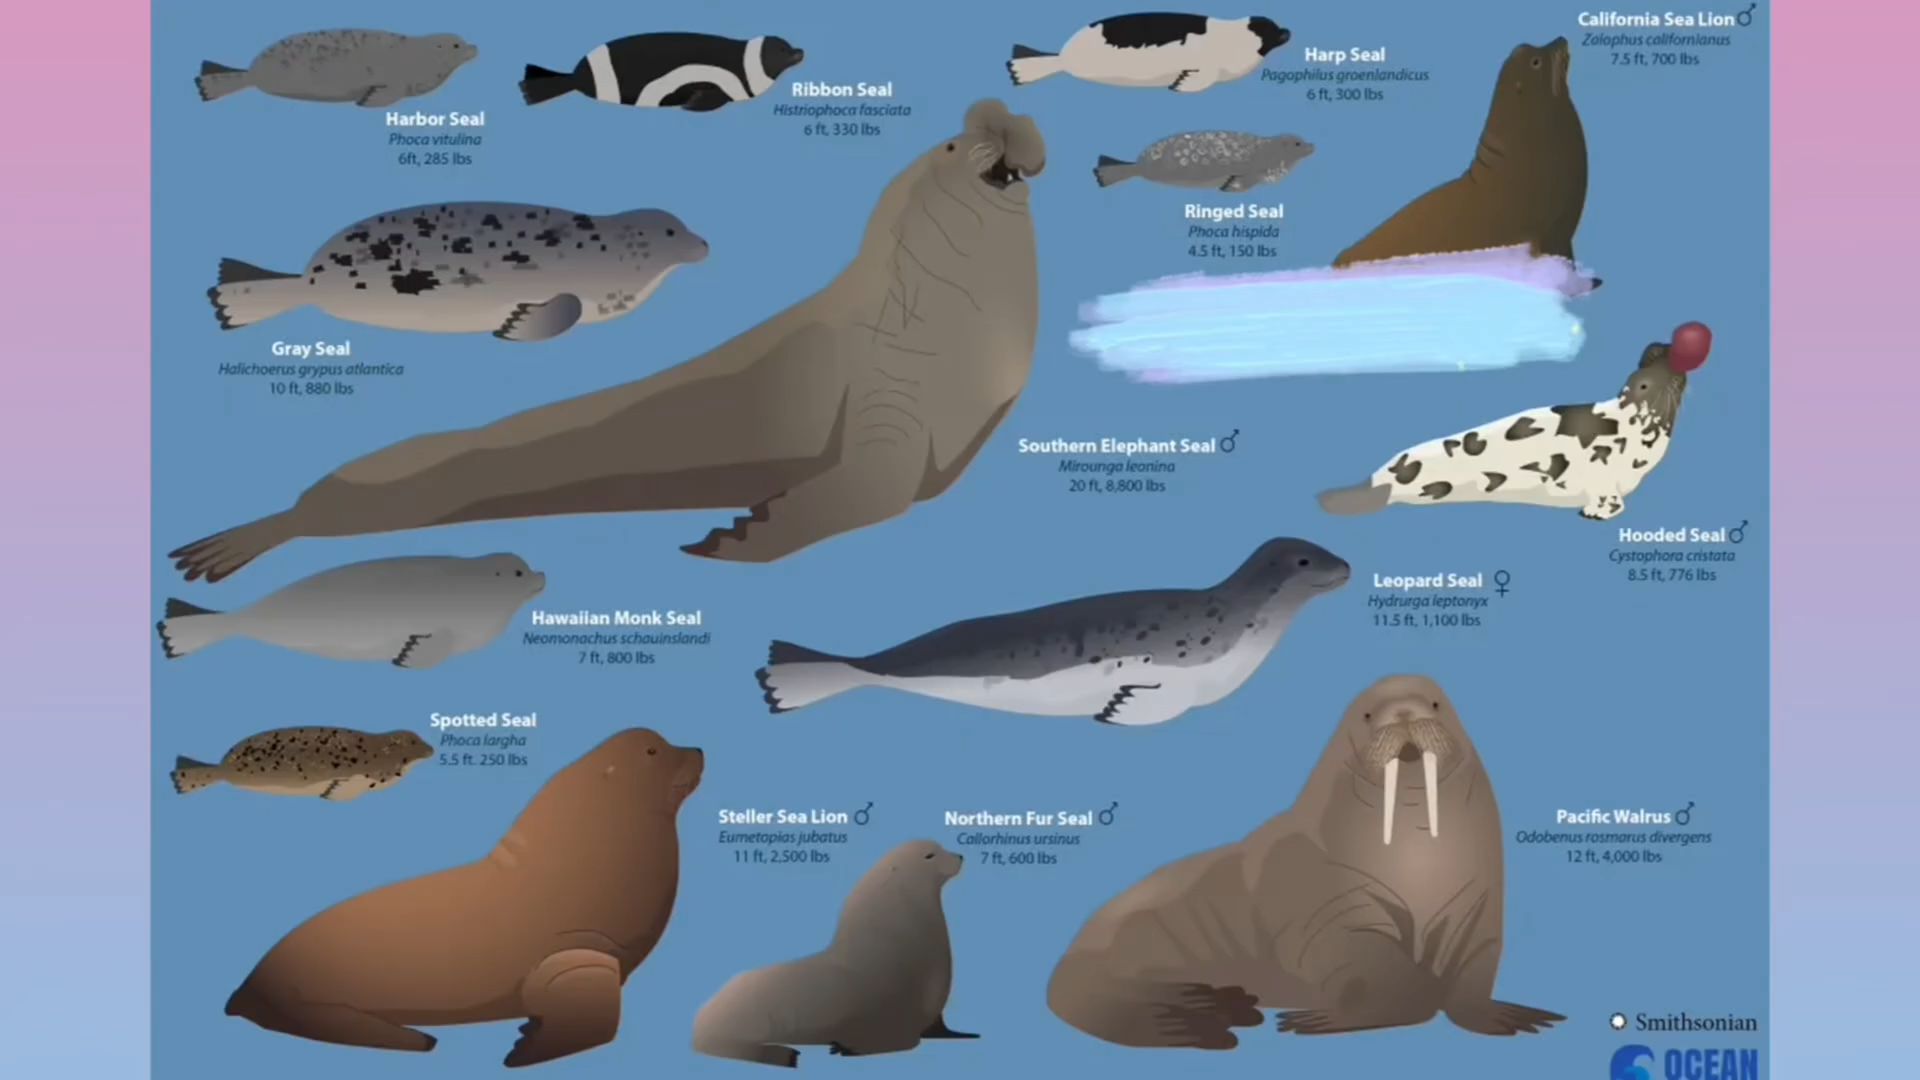 California Sea Lion ♂
Zalophus californianus
7.5 ft, 700 lbs
Harp Seal
Pagophilus groenlandicus
6 ft, 300 lbs
Ribbon Seal
Histriophoca fasciata
6 ft, 330 lbs
Harbor Seal
Phoca vitulina
6ft, 285 lbs
Ringed Seal
Phoca hispida
4.5 ft, 150 lbs
Gray Seal
Halichoerus grypus atlantica
10 ft, 880 lbs
Southern Elephant Seal ♂
Mirounga leonina
20 ft, 8,800 lbs
Hooded Seal ♂
Cystophora cristata
8.5 ft, 776 lbs
Leopard Seal ♀
Hydrurga leptonyx
11.5 ft, 1,100 lbs
Hawaiian Monk Seal
Neomonachus schauinslandi
7 ft, 800 lbs
Spotted Seal
Phoca largha
5.5 ft. 250 lbs
Steller Sea Lion ♂
Eumetopias jubatus
11 ft, 2,500 lbs
Northern Fur Seal ♂
Callorhinus ursinus
7 ft, 600 lbs
Pacific Walrus ♂
Odobenus rosmarus divergens
12 ft, 4,000 lbs
Smithsonian
OCEAN